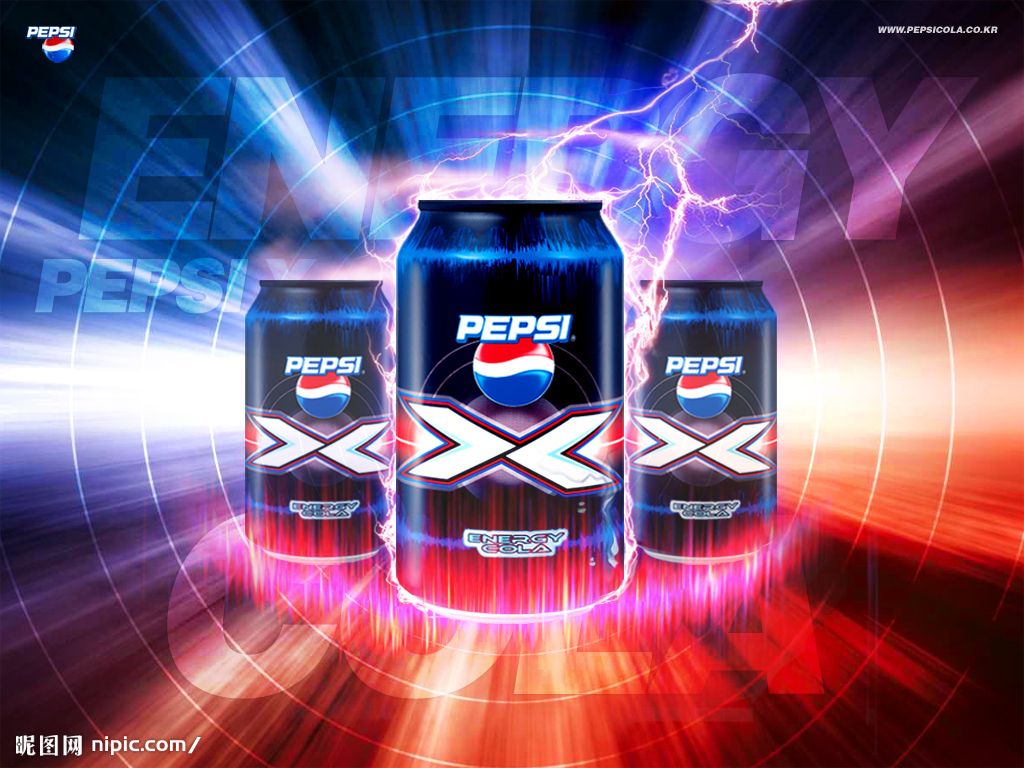 PEPSI
WWW.PEPSICOLA.CO.KR
ENERGY
PEPSI X
PEPSI
X
ENERGY
COLA
PEPSI
X
ENERGY
COLA
PEPSI
X
ENERGY
COLA
COLA
昵图网 nipic.com/